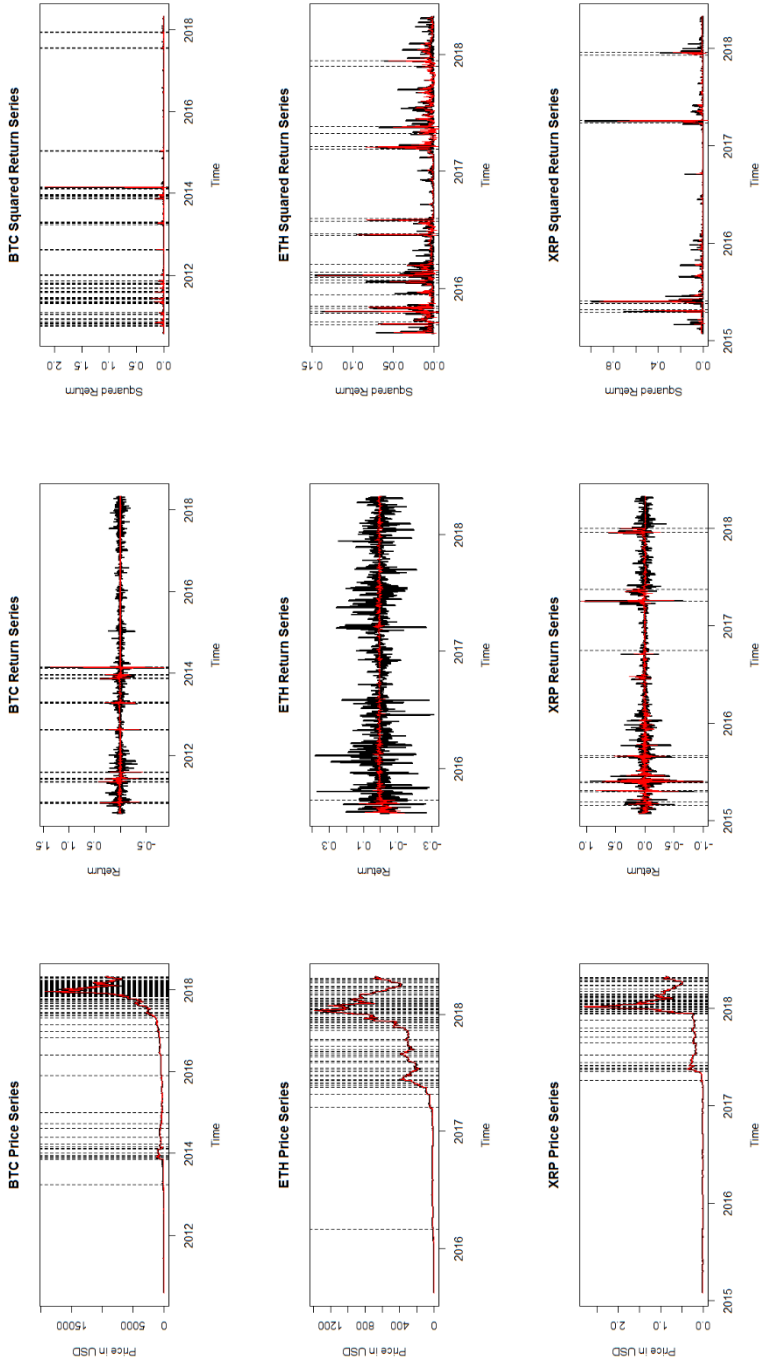 BTC Price Series
Price in USD
15000
5000
0
2012 2014 2016 2018
Time
BTC Return Series
Return
1.5
1.0
0.0
-0.5
2012 2014 2016 2018
Time
BTC Squared Return Series
Squared Return
2.0
1.5
1.0
0.5
0.0
2012 2014 2016 2018
Time
ETH Price Series
Price in USD
1200
800
400
0
2016 2017 2018
Time
ETH Return Series
Return
0.3
0.1
-0.1
-0.3
2016 2017 2018
Time
ETH Squared Return Series
Squared Return
0.15
0.10
0.05
0.00
2016 2017 2018
Time
XRP Price Series
Price in USD
2.0
1.0
0.0
2015 2016 2017 2018
Time
XRP Return Series
Return
1.0
0.5
0.0
-0.5
-1.0
2015 2016 2017 2018
Time
XRP Squared Return Series
Squared Return
0.8
0.4
0.0
2015 2016 2017 2018
Time